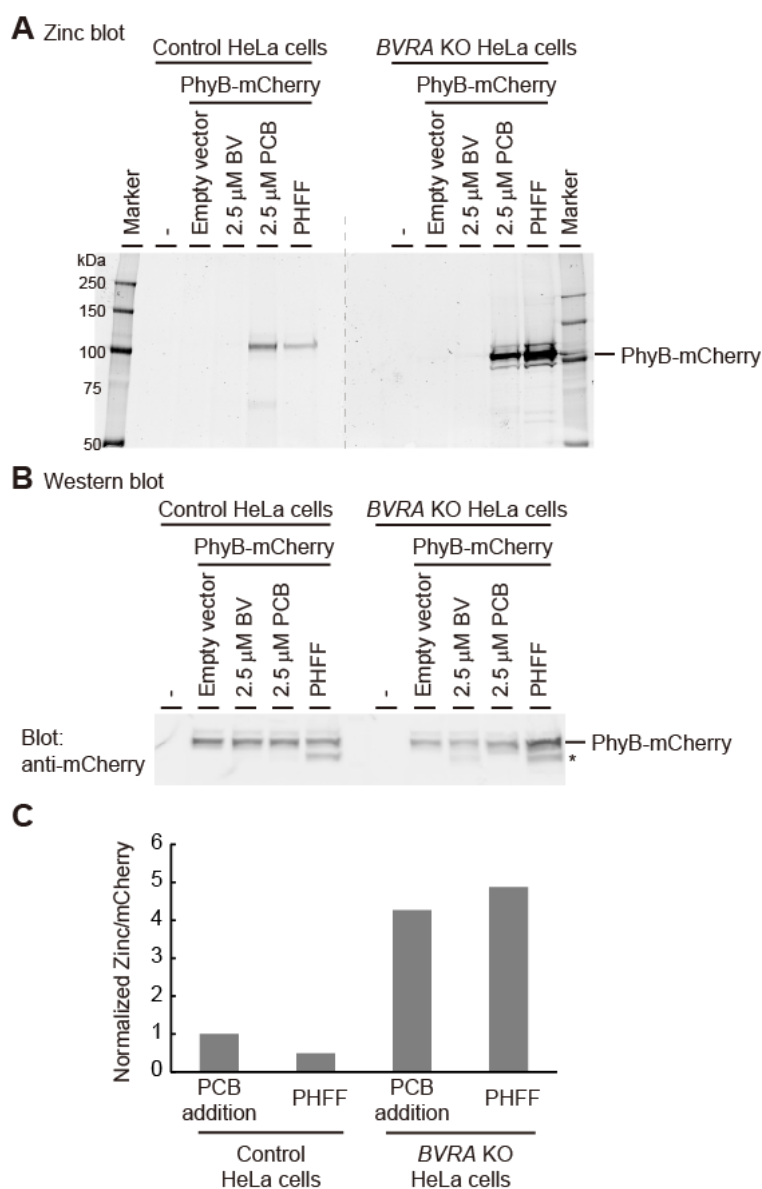 A Zinc blot
Control HeLa cells
BVRA KO HeLa cells
PhyB-mCherry
PhyB-mCherry
Marker
-
Empty vector
2.5 μM BV
2.5 μM PCB
PHFF
-
Empty vector
2.5 μM BV
2.5 μM PCB
PHFF
Marker
kDa
250
150
100
75
50
PhyB-mCherry
B Western blot
Control HeLa cells
BVRA KO HeLa cells
PhyB-mCherry
PhyB-mCherry
-
Empty vector
2.5 μM BV
2.5 μM PCB
PHFF
-
Empty vector
2.5 μM BV
2.5 μM PCB
PHFF
Blot:
anti-mCherry
PhyB-mCherry
*
C
Normalized Zinc/mCherry
6
5
4
3
2
1
0
PCB
addition
PHFF
PCB
addition
PHFF
Control
HeLa cells
BVRA KO
HeLa cells